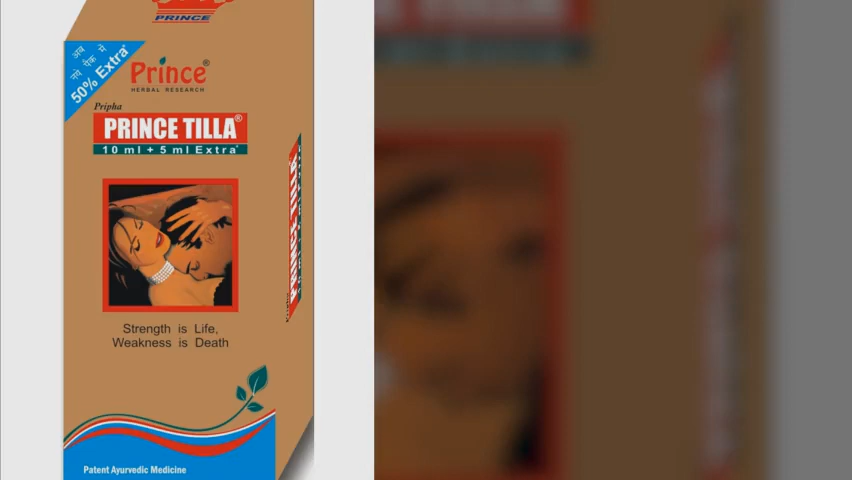 PRINCE
अब
नये पैक में
50% Extra*
Prince®
HERBAL RESEARCH
Pripha
PRINCE TILLA®
10 ml + 5 ml Extra*
PRINCE TILLA
Strength is Life,
Weakness is Death
Patent Ayurvedic Medicine